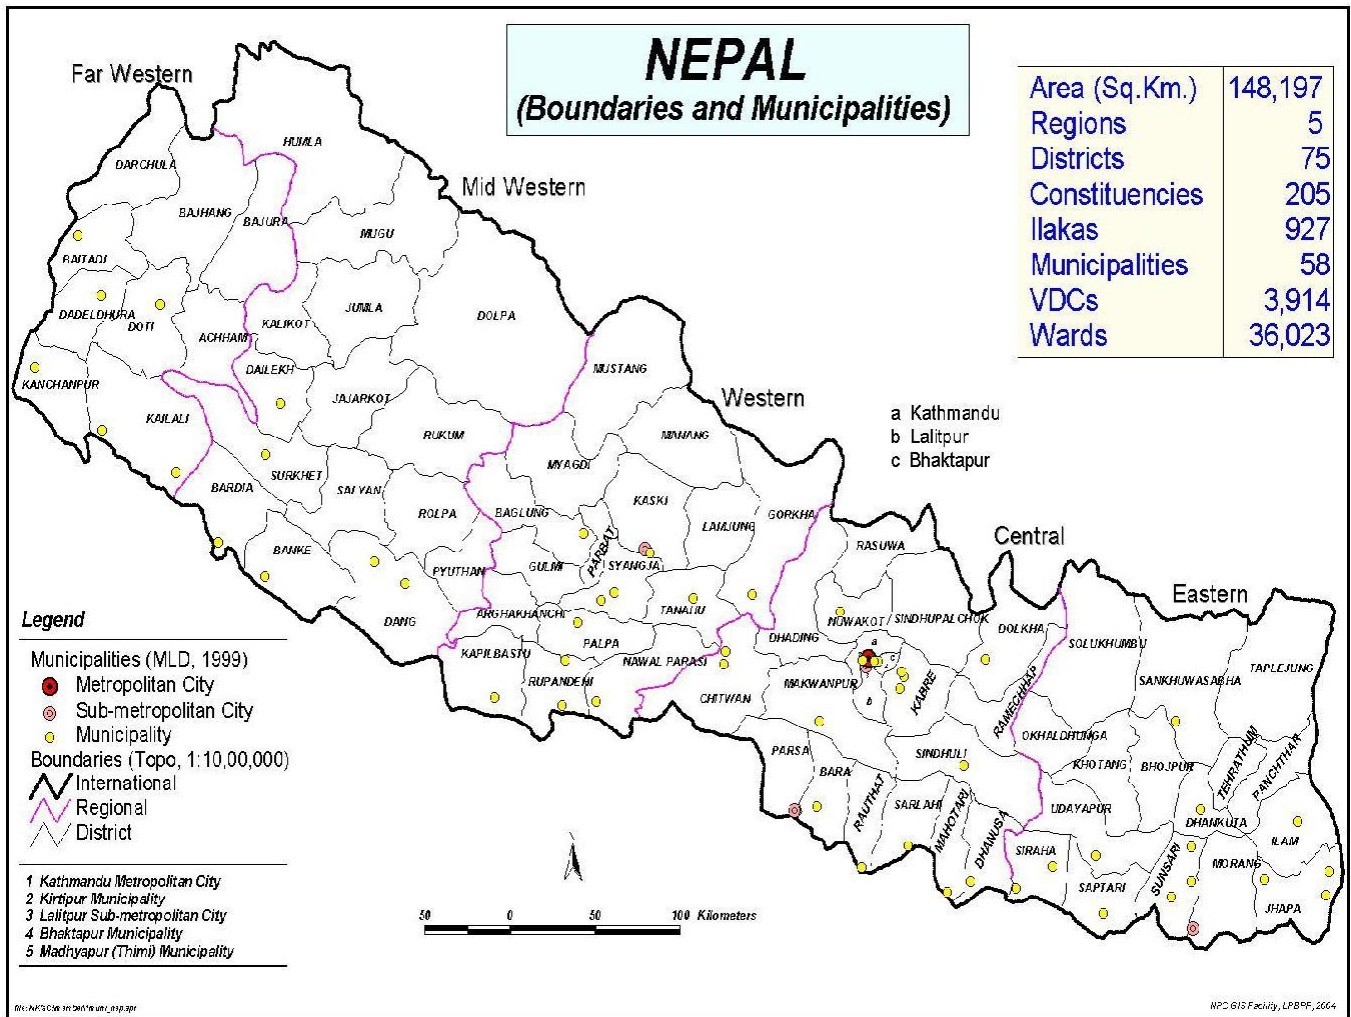 NEPAL
(Boundaries and Municipalities)
Area (Sq.Km.) 148,197
Regions 5
Districts 75
Constituencies 205
Ilakas 927
Municipalities 58
VDCs 3,914
Wards 36,023
Far Western
Mid Western
Western
Central
Eastern
a Kathmandu
b Lalitpur
c Bhaktapur
HUMLA
DARCHULA
BAJHANG
BAJURA
MUGU
BAITADI
DADELDHURA
DOTI
ACHHAM
KALIKOT
JUMLA
DOLPA
KANCHANPUR
KAILALI
DAILEKH
JAJARKOT
MUSTANG
RUKUM
MANANG
MYAGDI
SURKHET
BARDIA
SALYAN
ROLPA
BAGLUNG
KASKI
LAMJUNG
GORKHA
PARBAT
BANKE
PYUTHAN
GULMI
SYANGJA
RASUWA
DANG
ARGHAKHANCHI
TANAHU
NUWAKOT
SINDHUPALCHOK
DOLKHA
KAPILBASTU
PALPA
NAWAL PARASI
DHADING
a
c
b
SOLUKHUMBU
RUPANDEHI
CHITWAN
MAKWANPUR
KABRE
RAMECHHAP
SANKHUWASABHA
TAPLEJUNG
OKHALDHUNGA
PARSA
BARA
SINDHULI
KHOTANG
BHOJPUR
TEHRATHUM
PANCHTHAR
RAUTHAT
SARLAHI
MAHOTARI
DHANUSA
UDAYAPUR
DHANKUTA
ILAM
SIRAHA
SAPTARI
SUNSARI
MORANG
JHAPA
Legend
Municipalities (MLD, 1999)
Metropolitan City
Sub-metropolitan City
Municipality
Boundaries (Topo, 1:10,00,000)
International
Regional
District
1 Kathmandu Metropolitan City
2 Kirtipur Municipality
3 Lalitpur Sub-metropolitan City
4 Bhaktapur Municipality
5 Madhyapur (Thimi) Municipality
50 0 50 100 Kilometers
NPC GIS Facility, LPBPF, 2004